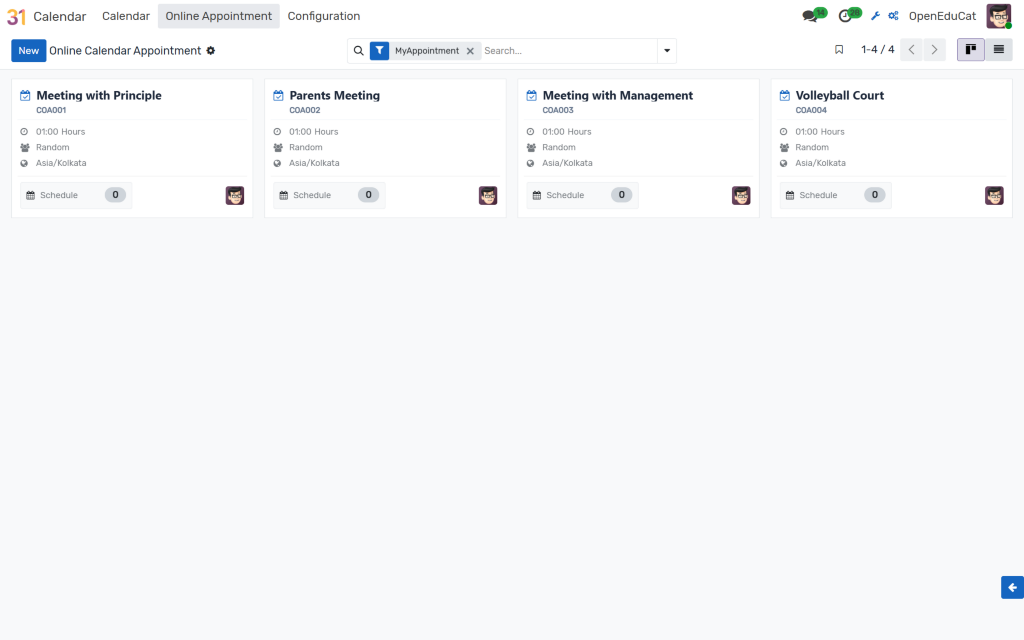 31 Calendar Calendar Online Appointment Configuration 14 28 OpenEduCat
New Online Calendar Appointment MyAppointment Search... 1-4 / 4
Meeting with Principle
COA001
01:00 Hours
Random
Asia/Kolkata
Schedule 0
Parents Meeting
COA002
01:00 Hours
Random
Asia/Kolkata
Schedule 0
Meeting with Management
COA003
01:00 Hours
Random
Asia/Kolkata
Schedule 0
Volleyball Court
COA004
01:00 Hours
Random
Asia/Kolkata
Schedule 0